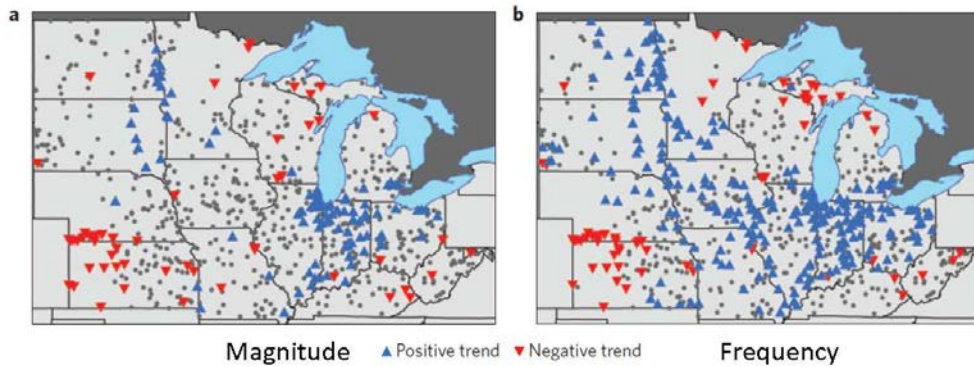 a
b
Magnitude ▲ Positive trend ▼ Negative trend Frequency